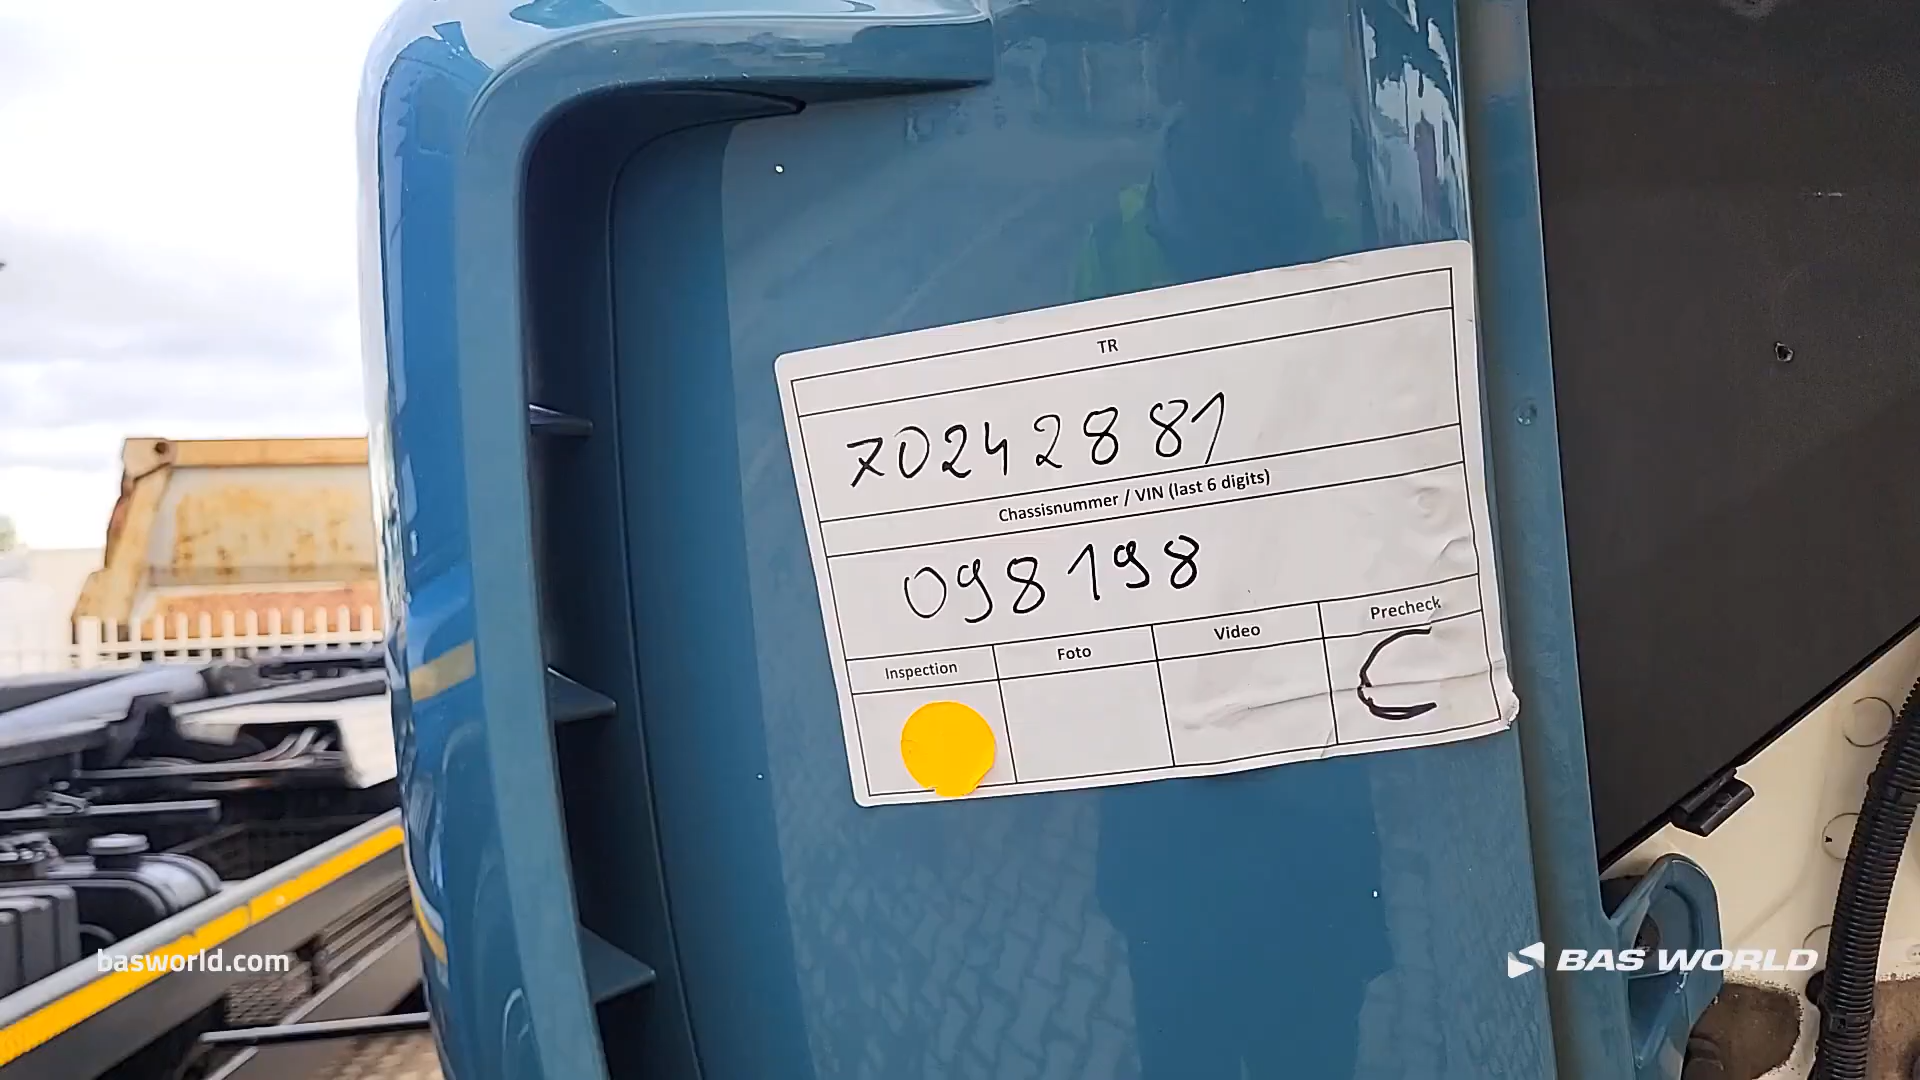 TR
70242881
Chassisnummer / VIN (last 6 digits)
098198
Inspection Foto Video Precheck
C
basworld.com
BAS WORLD